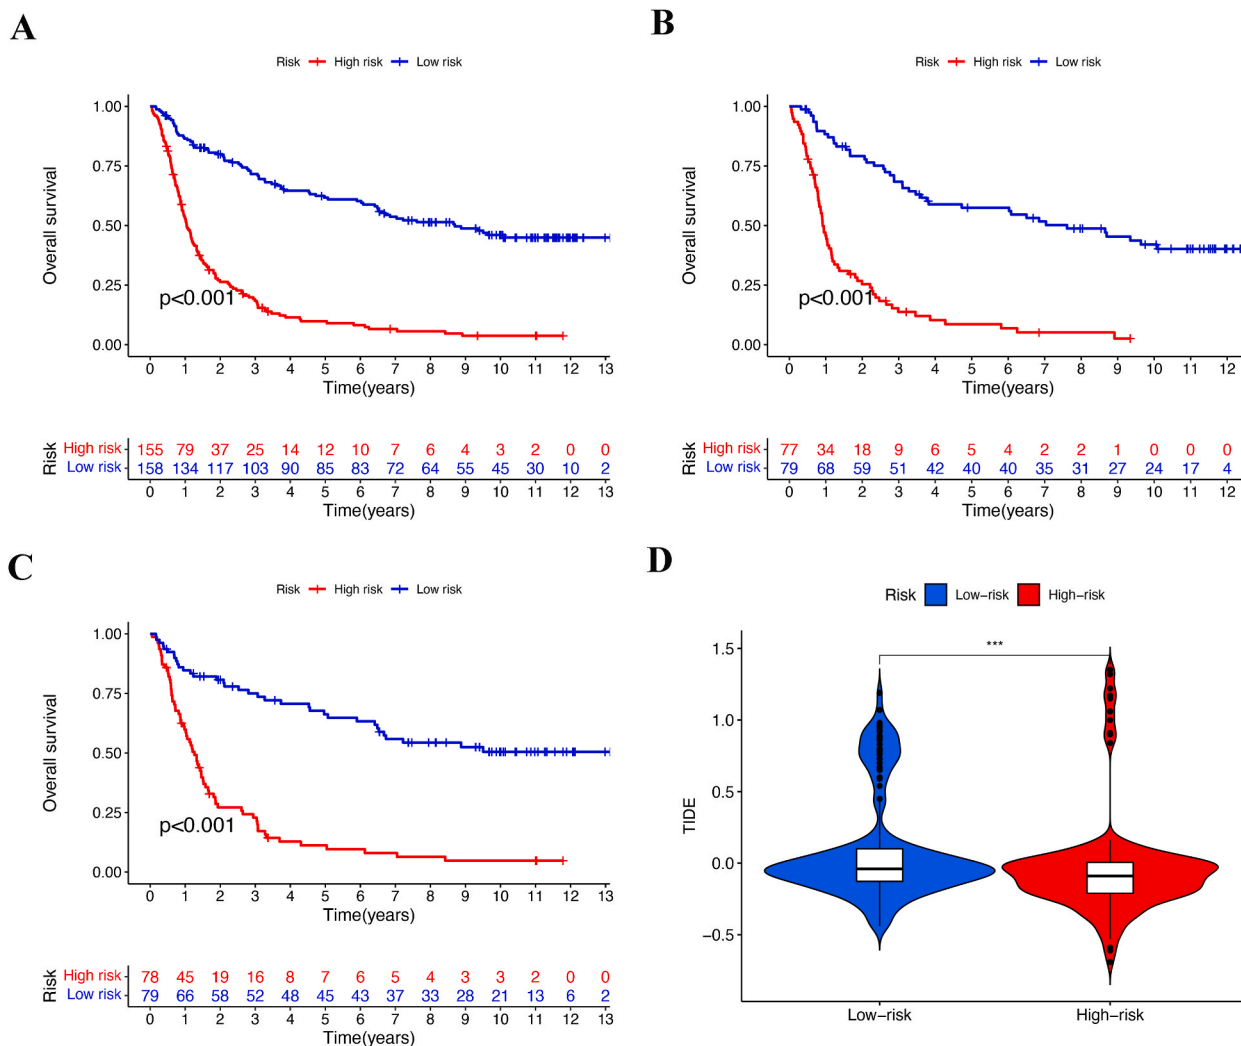 A
Risk High risk Low risk
Overall survival
1.00
0.75
0.50
0.25
0.00
p<0.001
0 1 2 3 4 5 6 7 8 9 10 11 12 13
Time(years)
Risk
High risk 155 79 37 25 14 12 10 7 6 4 3 2 0 0
Low risk 158 134 117 103 90 85 83 72 64 55 45 30 10 2
0 1 2 3 4 5 6 7 8 9 10 11 12 13
Time(years)
B
Risk High risk Low risk
Overall survival
1.00
0.75
0.50
0.25
0.00
p<0.001
0 1 2 3 4 5 6 7 8 9 10 11 12
Time(years)
Risk
High risk 77 34 18 9 6 5 4 2 2 1 0 0 0
Low risk 79 68 59 51 42 40 40 35 31 27 24 17 4
0 1 2 3 4 5 6 7 8 9 10 11 12
Time(years)
C
Risk High risk Low risk
Overall survival
1.00
0.75
0.50
0.25
0.00
p<0.001
0 1 2 3 4 5 6 7 8 9 10 11 12 13
Time(years)
Risk
High risk 78 45 19 16 8 7 6 5 4 3 3 2 0 0
Low risk 79 66 58 52 48 45 43 37 33 28 21 13 6 2
0 1 2 3 4 5 6 7 8 9 10 11 12 13
Time(years)
D
Risk Low−risk High−risk
TIDE
1.5
1.0
0.5
0.0
−0.5
***
Low−risk High−risk